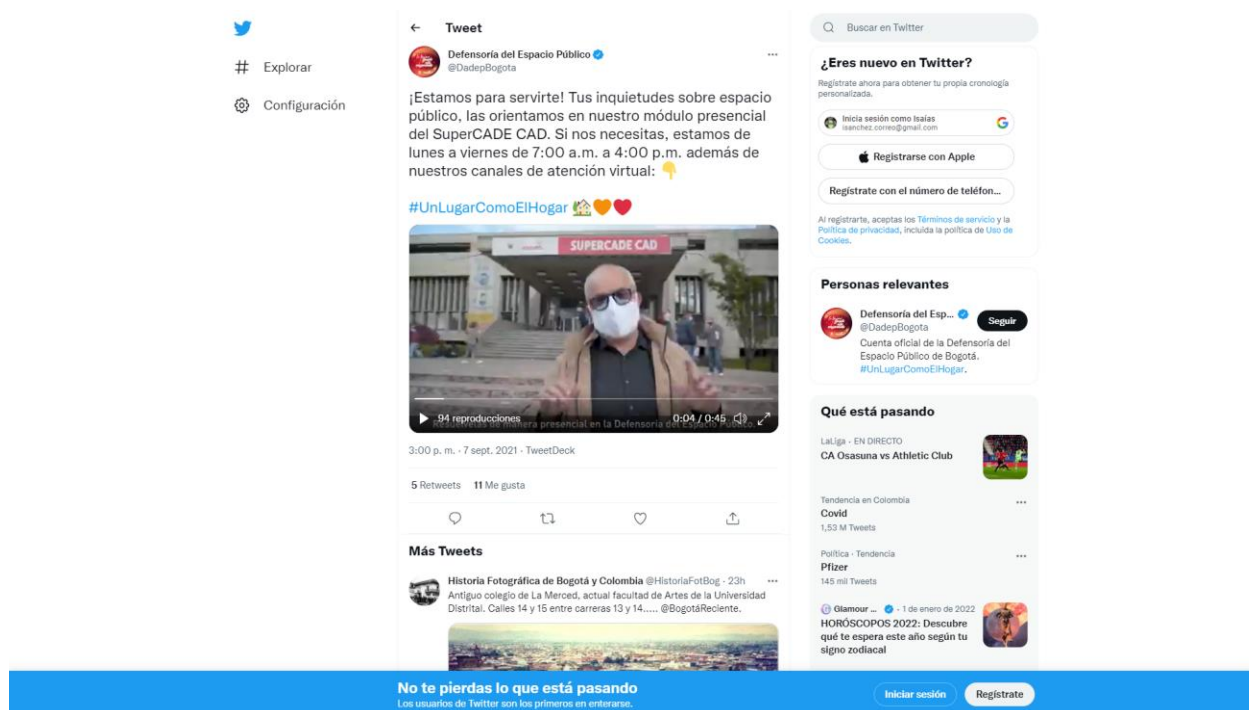 Explorar
Configuración
Tweet
Defensoría del Espacio Público
@DadepBogota
¡Estamos para servirte! Tus inquietudes sobre espacio
público, las orientamos en nuestro módulo presencial
del SuperCADE CAD. Si nos necesitas, estamos de
lunes a viernes de 7:00 a.m. a 4:00 p.m. además de
nuestros canales de atención virtual: 👇
#UnLugarComoElHogar 🏡🧡❤️
SUPERCADE CAD
94 reproducciones
0:04 / 0:45
manera presencial en la Defensoría del Espacio Público.
3:00 p. m. · 7 sept. 2021 · TweetDeck
5 Retweets 11 Me gusta
Más Tweets
Historia Fotográfica de Bogotá y Colombia @HistoriaFotBog · 23h
Antiguo colegio de La Merced, actual facultad de Artes de la Universidad
Distrital. Calles 14 y 15 entre carreras 13 y 14..... @BogotáReciente.
Buscar en Twitter
¿Eres nuevo en Twitter?
Regístrate ahora para obtener tu propia cronología
personalizada.
Inicia sesión como Isaías
isanchez.correo@gmail.com
Registrarse con Apple
Regístrate con el número de teléfon...
Al registrarte, aceptas los Términos de servicio y la
Política de privacidad, incluida la política de Uso de
Cookies.
Personas relevantes
Defensoría del Esp...
@DadepBogota
Seguir
Cuenta oficial de la Defensoría del
Espacio Público de Bogotá.
#UnLugarComoElHogar.
Qué está pasando
LaLiga · EN DIRECTO
CA Osasuna vs Athletic Club
Tendencia en Colombia
Covid
1,53 M Tweets
Política · Tendencia
Pfizer
145 mil Tweets
Glamour ... · 1 de enero de 2022
HORÓSCOPOS 2022: Descubre
qué te espera este año según tu
signo zodiacal
No te pierdas lo que está pasando
Los usuarios de Twitter son los primeros en enterarse.
Iniciar sesión
Regístrate